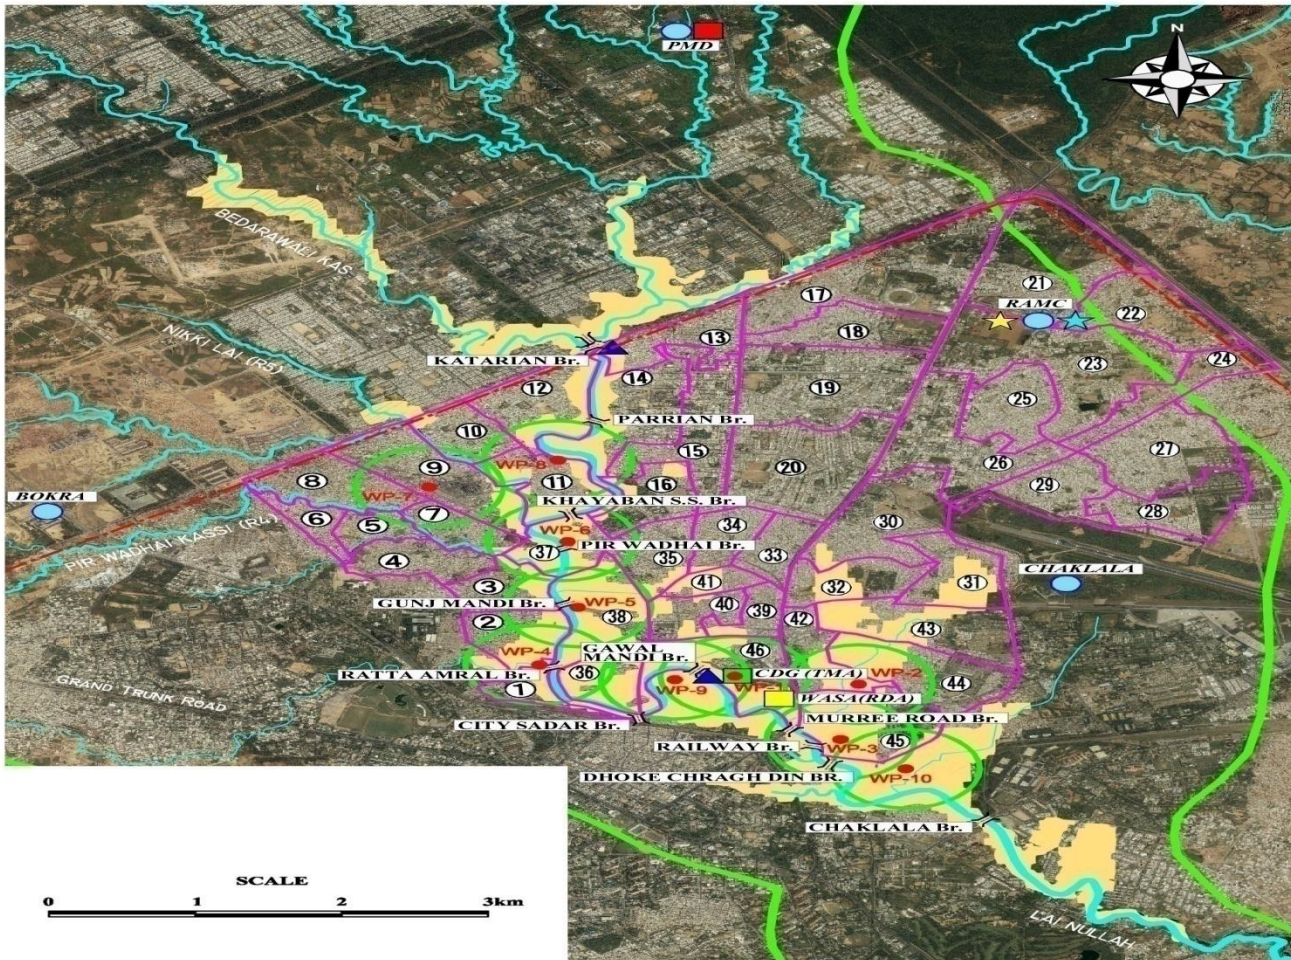 PMD
N
BEDARAWALI KAS
21
RAMC
22
17
18
13
23
24
NIKKI LAI (R5)
KATARIAN Br.
14
12
19
25
PARRIAN Br.
10
15
27
WP-8
9
8
20
26
11
16
29
BOKRA
WP-7
KHAYABAN S.S. Br.
28
6
5
7
34
30
WP-6
PIR WADHAI KASSI (R4)
37
PIR WADHAI Br.
33
4
35
41
32
31
CHAKLALA
3
GUNJ MANDI Br.
WP-5
40
39
2
38
42
43
GAWAL
MANDI Br.
46
WP-4
RATTA AMRAL Br.
36
CDG (TMA)
GRAND TRUNK ROAD
1
WP-9
WP-1
WP-2
44
WASA(RDA)
CITY SADAR Br.
MURREE ROAD Br.
RAILWAY Br.
WP-3
45
DHOKE CHRAGH DIN BR.
WP-10
CHAKLALA Br.
SCALE
0 1 2 3km
LAI NULLAH